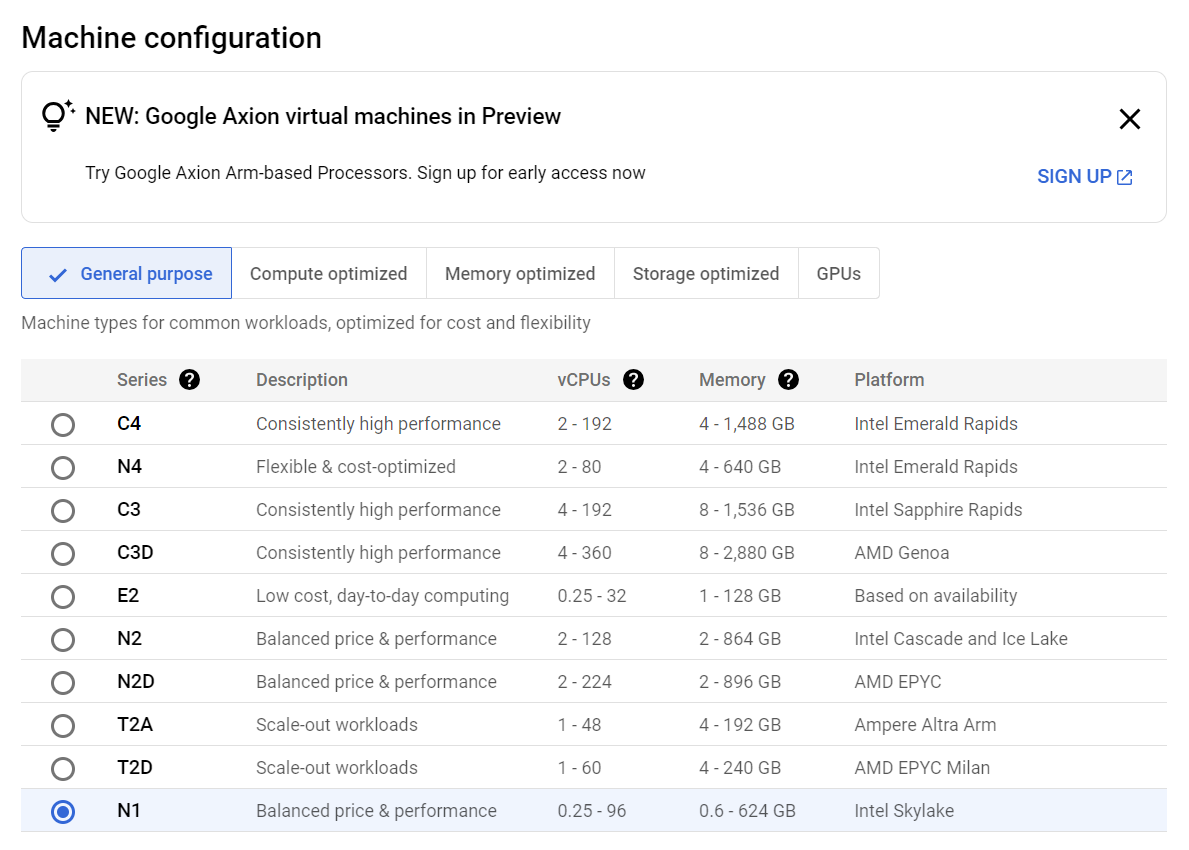 Machine configuration
NEW: Google Axion virtual machines in Preview
Try Google Axion Arm-based Processors. Sign up for early access now
SIGN UP
General purpose Compute optimized Memory optimized Storage optimized GPUs
Machine types for common workloads, optimized for cost and flexibility
Series ? Description vCPUs ? Memory ? Platform
C4 Consistently high performance 2 - 192 4 - 1,488 GB Intel Emerald Rapids
N4 Flexible & cost-optimized 2 - 80 4 - 640 GB Intel Emerald Rapids
C3 Consistently high performance 4 - 192 8 - 1,536 GB Intel Sapphire Rapids
C3D Consistently high performance 4 - 360 8 - 2,880 GB AMD Genoa
E2 Low cost, day-to-day computing 0.25 - 32 1 - 128 GB Based on availability
N2 Balanced price & performance 2 - 128 2 - 864 GB Intel Cascade and Ice Lake
N2D Balanced price & performance 2 - 224 2 - 896 GB AMD EPYC
T2A Scale-out workloads 1 - 48 4 - 192 GB Ampere Altra Arm
T2D Scale-out workloads 1 - 60 4 - 240 GB AMD EPYC Milan
N1 Balanced price & performance 0.25 - 96 0.6 - 624 GB Intel Skylake